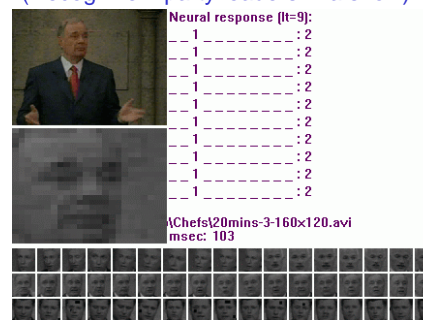 Neural response (It=9):
_ _ 1 _ _ _ _ _ _ _ _ : 2
_ _ 1 _ _ _ _ _ _ _ _ : 2
_ _ 1 _ _ _ _ _ _ _ _ : 2
_ _ 1 _ _ _ _ _ _ _ _ : 2
_ _ 1 _ _ _ _ _ _ _ _ : 2
_ _ 1 _ _ _ _ _ _ _ _ : 2
_ _ 1 _ _ _ _ _ _ _ _ : 2
_ _ 1 _ _ _ _ _ _ _ _ : 2
_ _ 1 _ _ _ _ _ _ _ _ : 2
_ _ 1 _ _ _ _ _ _ _ _ : 2
\Chefs\20mins-3-160x120.avi
msec: 103